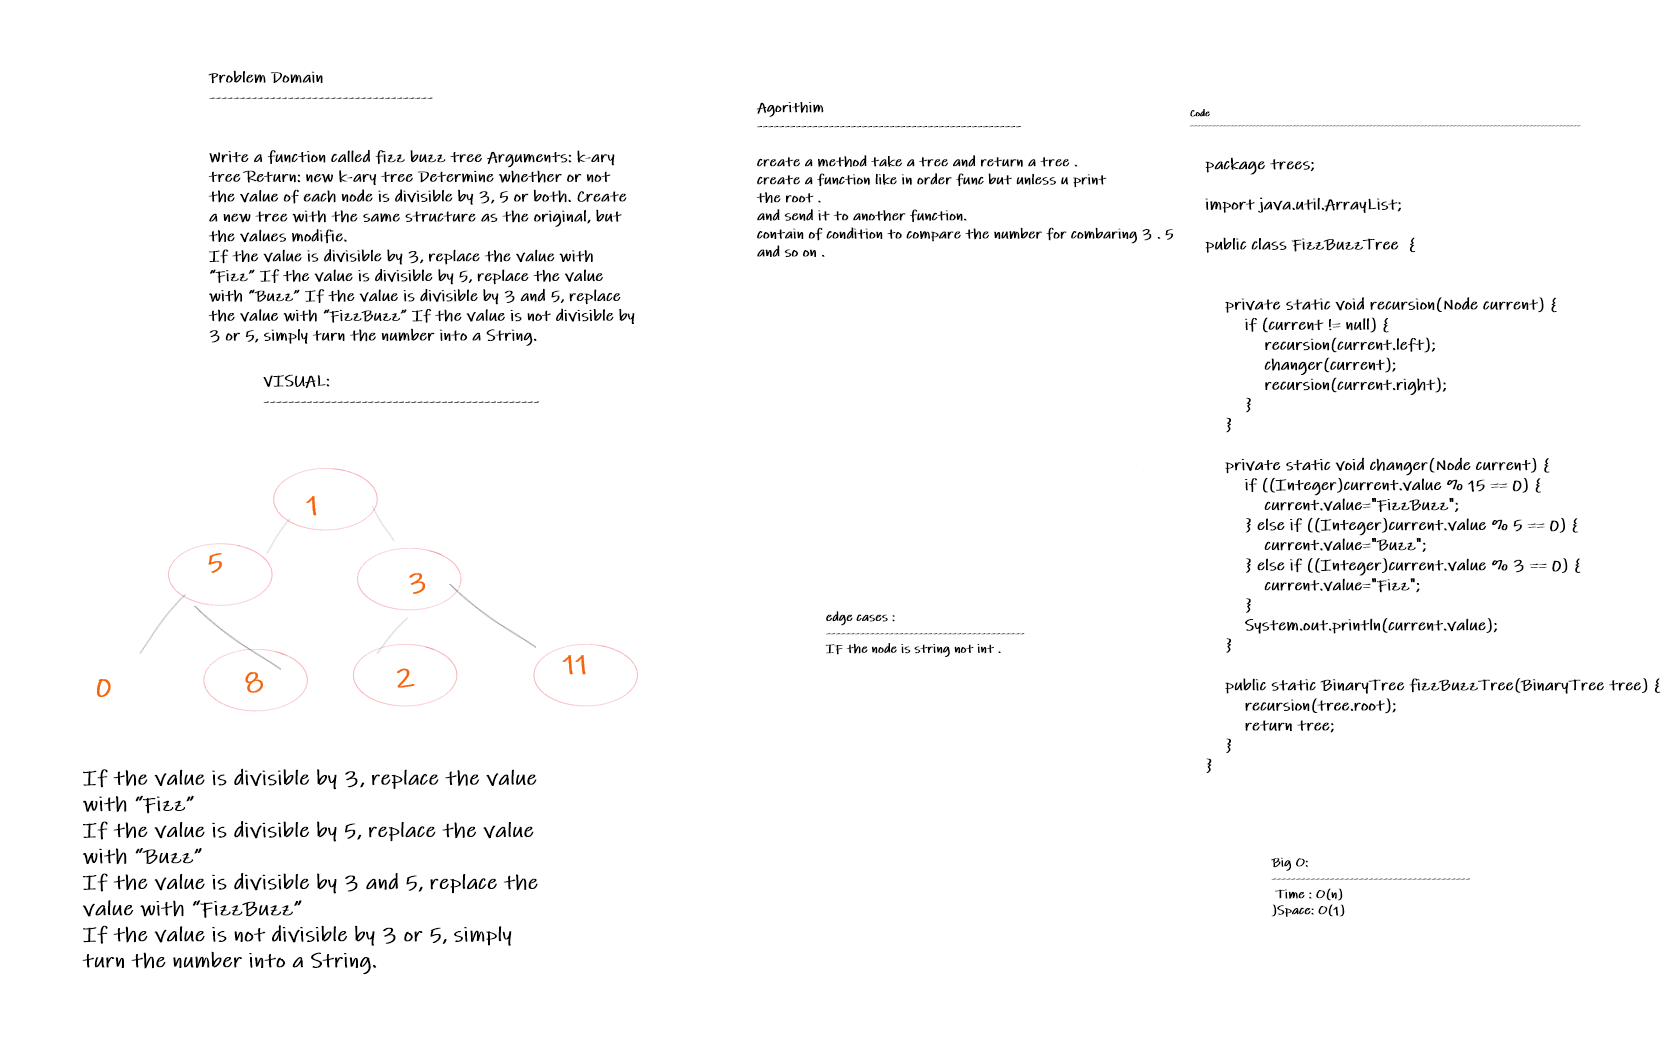 Problem Domain
-------------------------------------
Write a function called fizz buzz tree Arguments: k-ary
tree Return: new k-ary tree Determine whether or not
the value of each node is divisible by 3, 5 or both. Create
a new tree with the same structure as the original, but
the values modifie.
If the value is divisible by 3, replace the value with
“Fizz” If the value is divisible by 5, replace the value
with “Buzz” If the value is divisible by 3 and 5, replace
the value with “FizzBuzz” If the value is not divisible by
3 or 5, simply turn the number into a String.
VISUAL:
---------------------------------------------
1
5
3
0
8
2
11
If the value is divisible by 3, replace the value
with “Fizz”
If the value is divisible by 5, replace the value
with “Buzz”
If the value is divisible by 3 and 5, replace the
value with “FizzBuzz”
If the value is not divisible by 3 or 5, simply
turn the number into a String.
Agorithim
------------------------------------------------
create a method take a tree and return a tree .
create a function like in order func but unless u print
the root .
and send it to another function.
contain of condition to compare the number for combaring 3 . 5
and so on .
edge cases :
------------------------------------------
IF the node is string not int .
Code
--------------------------------------------------------------------------------
package trees;
import java.util.ArrayList;
public class FizzBuzzTree {
private static void recursion(Node current) {
if (current != null) {
recursion(current.left);
changer(current);
recursion(current.right);
}
}
private static void changer(Node current) {
if ((Integer)current.value % 15 == 0) {
current.value="FizzBuzz";
} else if ((Integer)current.value % 5 == 0) {
current.value="Buzz";
} else if ((Integer)current.value % 3 == 0) {
current.value="Fizz";
}
System.out.println(current.value);
}
public static BinaryTree fizzBuzzTree(BinaryTree tree) {
recursion(tree.root);
return tree;
}
}
Big O:
------------------------------------------
Time : O(n)
)Space: O(1)